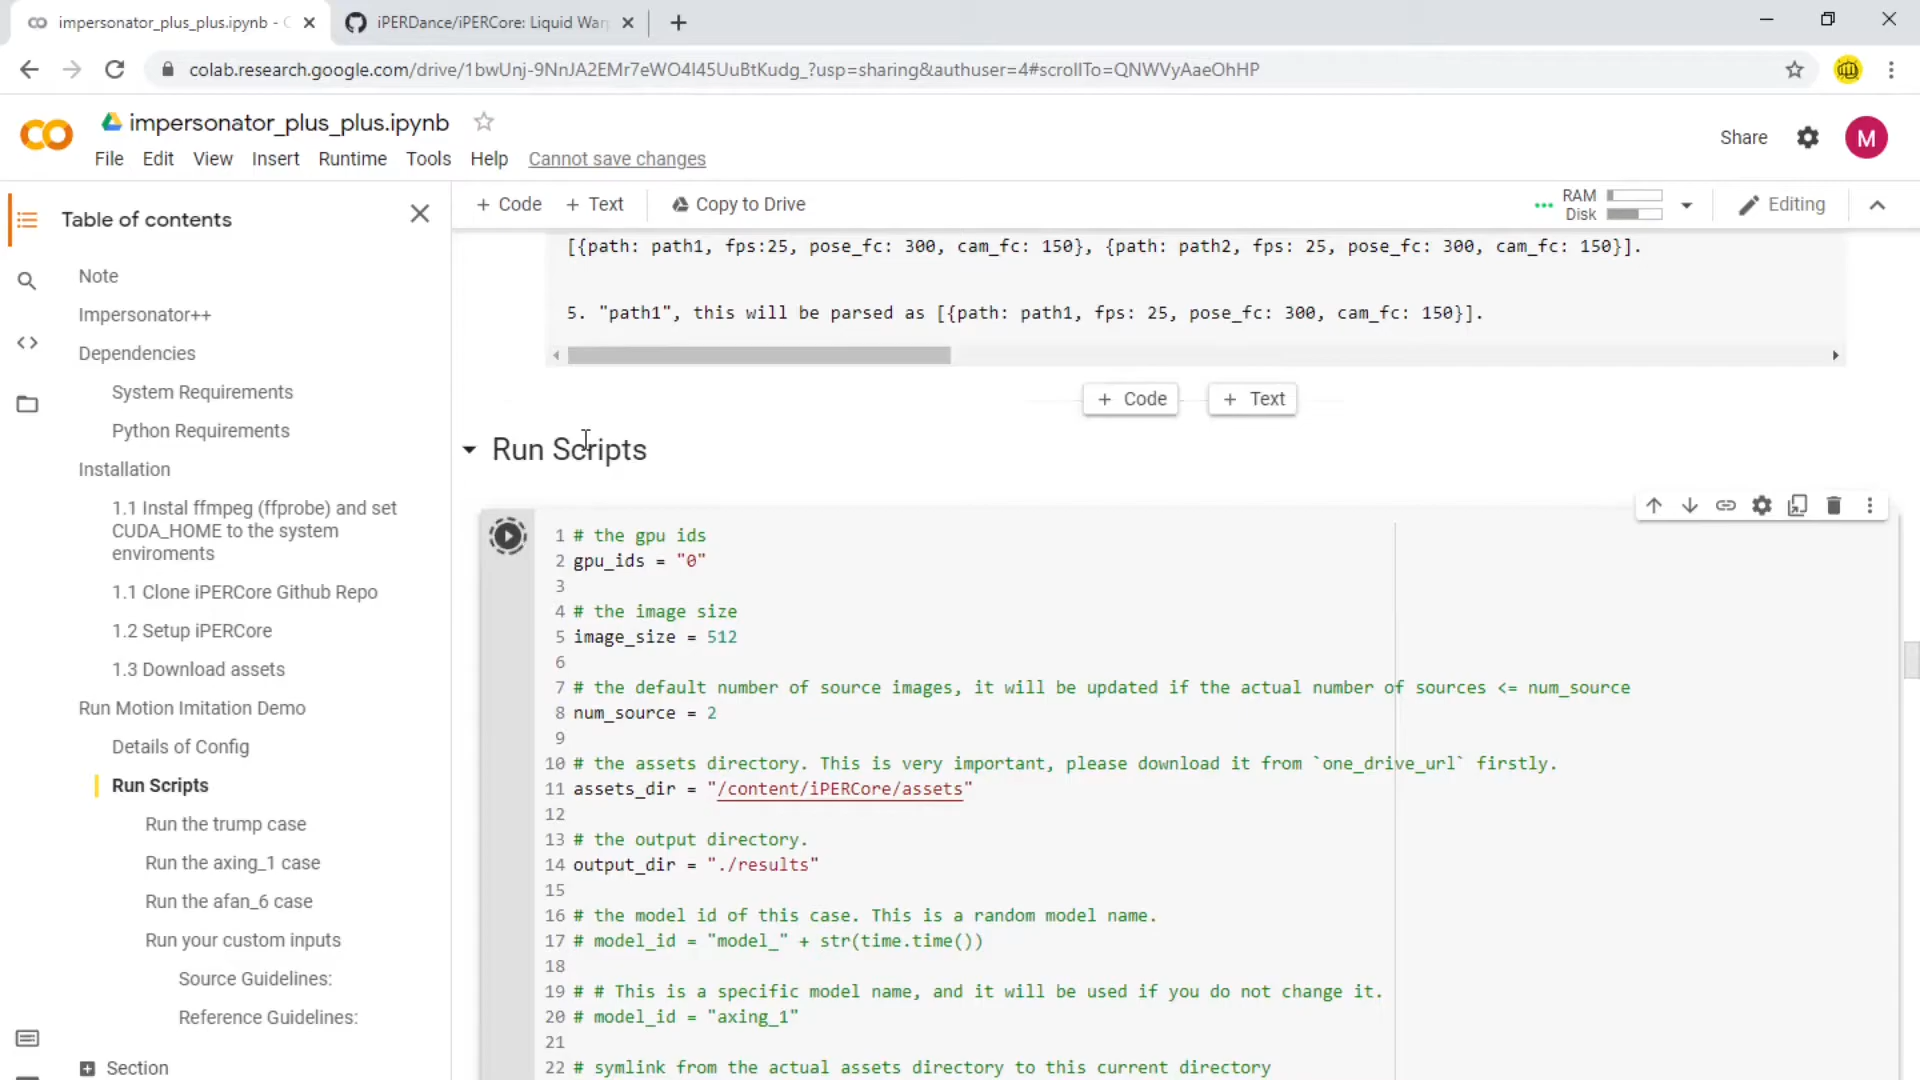 impersonator_plus_plus.ipynb - C
iPERDance/iPERCore: Liquid War
colab.research.google.com/drive/1bwUnj-9NnJA2EMr7eWO4l45UuBtKudg_?usp=sharing&authuser=4#scrollTo=QNWVyAaeOhHP
impersonator_plus_plus.ipynb
File Edit View Insert Runtime Tools Help Cannot save changes
Share
M
Table of contents
+ Code + Text Copy to Drive
RAM
Disk
Editing
Note
Impersonator++
Dependencies
System Requirements
Python Requirements
Installation
1.1 Instal ffmpeg (ffprobe) and set
CUDA_HOME to the system
enviroments
1.1 Clone iPERCore Github Repo
1.2 Setup iPERCore
1.3 Download assets
Run Motion Imitation Demo
Details of Config
Run Scripts
Run the trump case
Run the axing_1 case
Run the afan_6 case
Run your custom inputs
Source Guidelines:
Reference Guidelines:
Section
[{path: path1, fps:25, pose_fc: 300, cam_fc: 150}, {path: path2, fps: 25, pose_fc: 300, cam_fc: 150}].
5. "path1", this will be parsed as [{path: path1, fps: 25, pose_fc: 300, cam_fc: 150}].
+ Code + Text
Run Scripts
1 # the gpu ids
2 gpu_ids = "0"
3
4 # the image size
5 image_size = 512
6
7 # the default number of source images, it will be updated if the actual number of sources <= num_source
8 num_source = 2
9
10 # the assets directory. This is very important, please download it from `one_drive_url` firstly.
11 assets_dir = "/content/iPERCore/assets"
12
13 # the output directory.
14 output_dir = "./results"
15
16 # the model id of this case. This is a random model name.
17 # model_id = "model_" + str(time.time())
18
19 # # This is a specific model name, and it will be used if you do not change it.
20 # model_id = "axing_1"
21
22 # symlink from the actual assets directory to this current directory